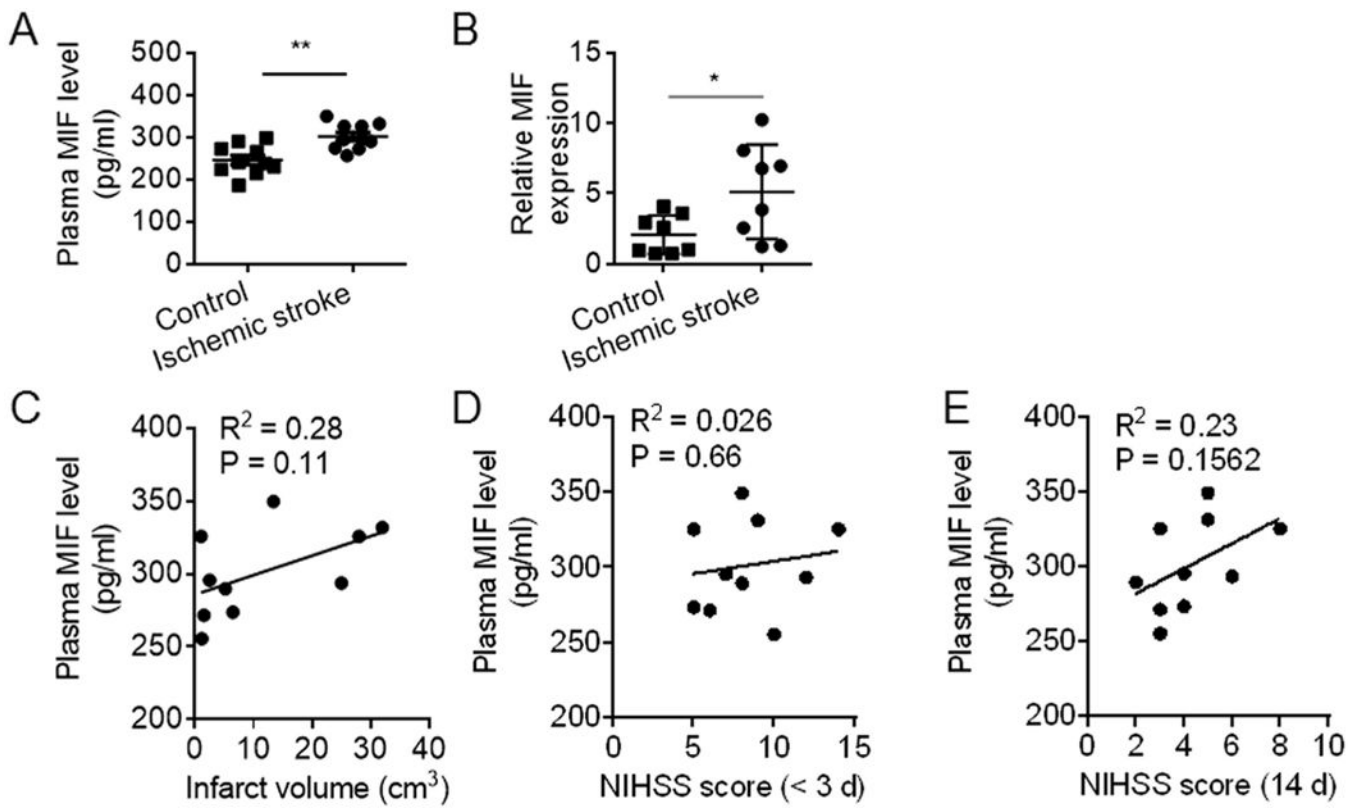 A
Plasma MIF level
(pg/ml)
500
400
300
200
100
0
**
Control
Ischemic stroke
B
Relative MIF
expression
15
10
5
0
*
Control
Ischemic stroke
C
Plasma MIF level
(pg/ml)
400
350
300
250
200
R² = 0.28
P = 0.11
0 10 20 30 40
Infarct volume (cm³)
D
Plasma MIF level
(pg/ml)
400
350
300
250
200
R² = 0.026
P = 0.66
0 5 10 15
NIHSS score (< 3 d)
E
Plasma MIF level
(pg/ml)
400
350
300
250
200
R² = 0.23
P = 0.1562
0 2 4 6 8 10
NIHSS score (14 d)